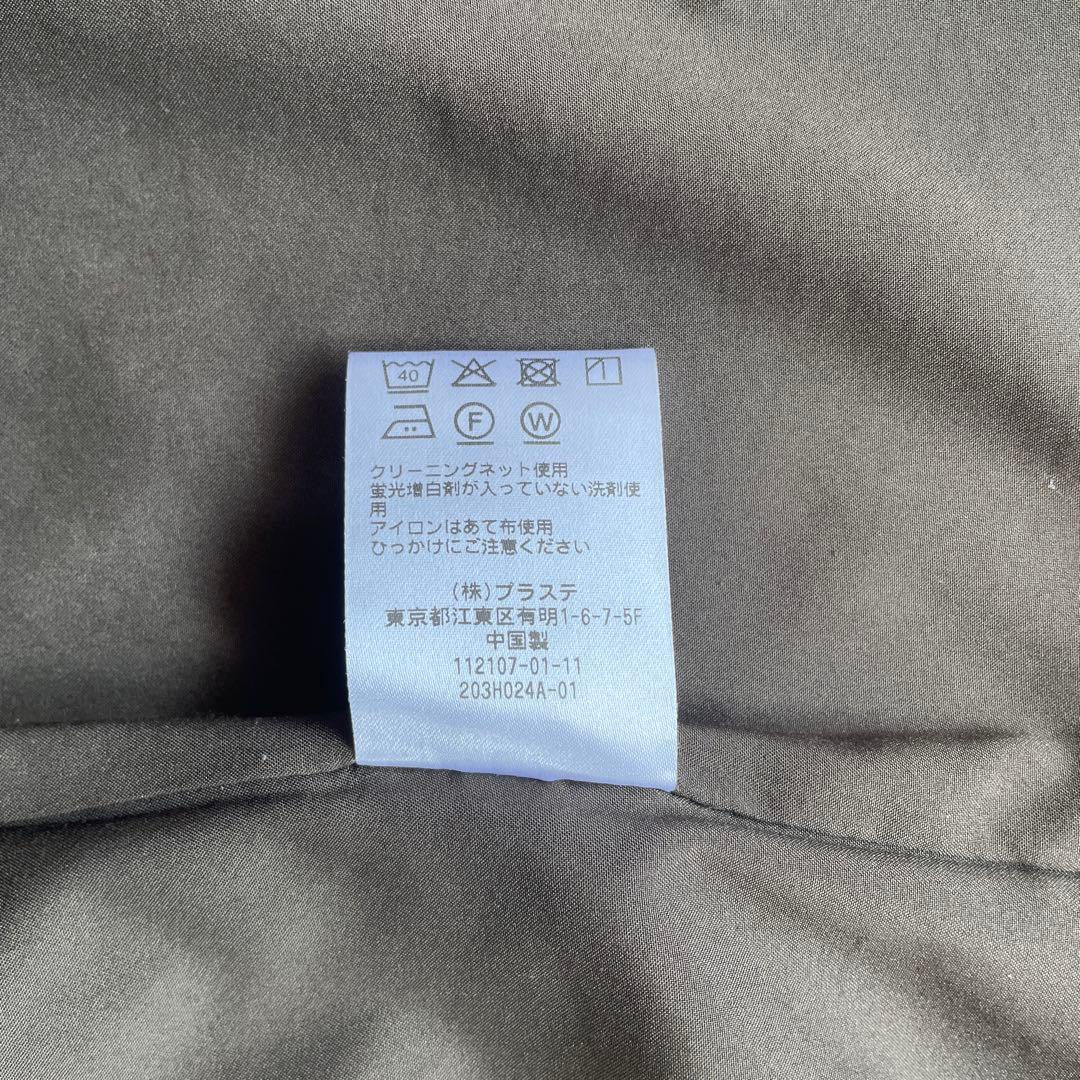 40
F W
クリーニングネット使用
蛍光増白剤が入っていない洗剤使
用
アイロンはあて布使用
ひっかけにご注意ください
(株)プラステ
東京都江東区有明1-6-7-5F
中国製
112107-01-11
203H024A-01